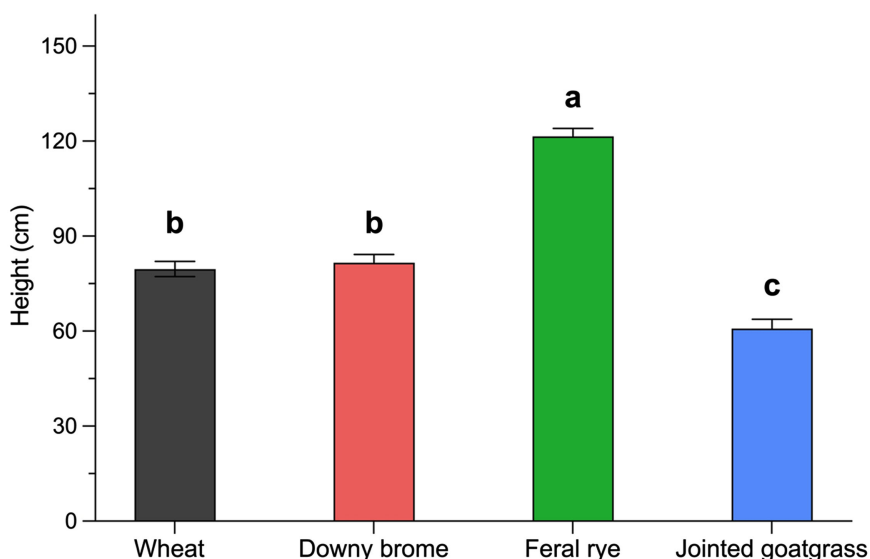 Height (cm)
150
120
90
60
30
0
b
b
a
c
Wheat
Downy brome
Feral rye
Jointed goatgrass